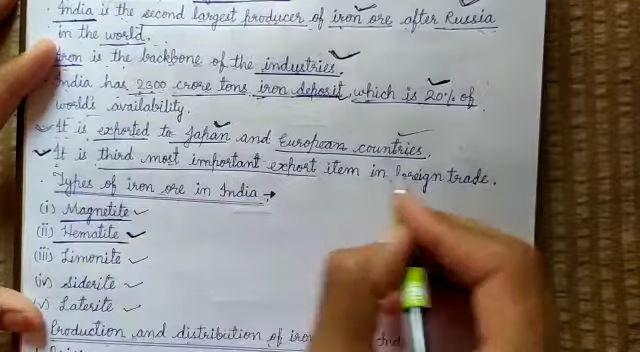 India is the second largest producer of iron ore after Russia
in the world.
Iron is the backbone of the industries.
India has 2300 crore tons iron deposit, which is 20% of
world's availability.
It is exported to Japan and European countries.
It is third most important export item in foreign trade.
Types of iron ore in India →
(i) Magnetite
(ii) Hematite
(iii) Limonite
(iv) Siderite
(v) Laterite
Production and distribution of iron